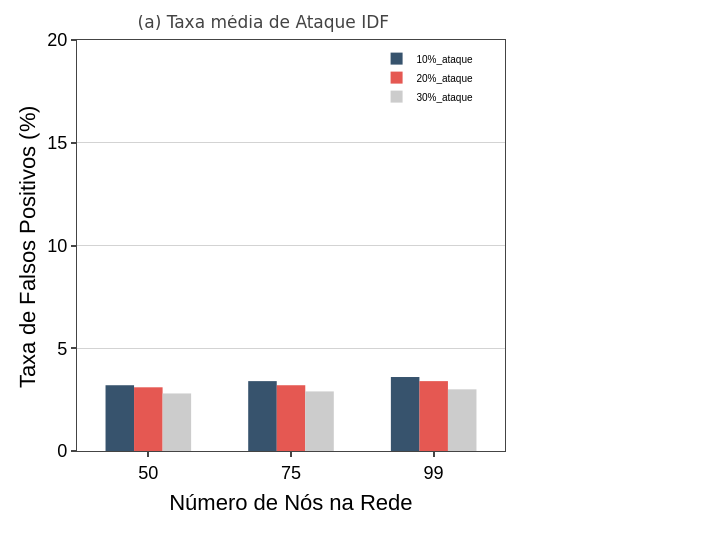 (a) Taxa média de Ataque IDF
20
15
10
5
0
Taxa de Falsos Positivos (%)
10%_ataque
20%_ataque
30%_ataque
50
75
99
Número de Nós na Rede